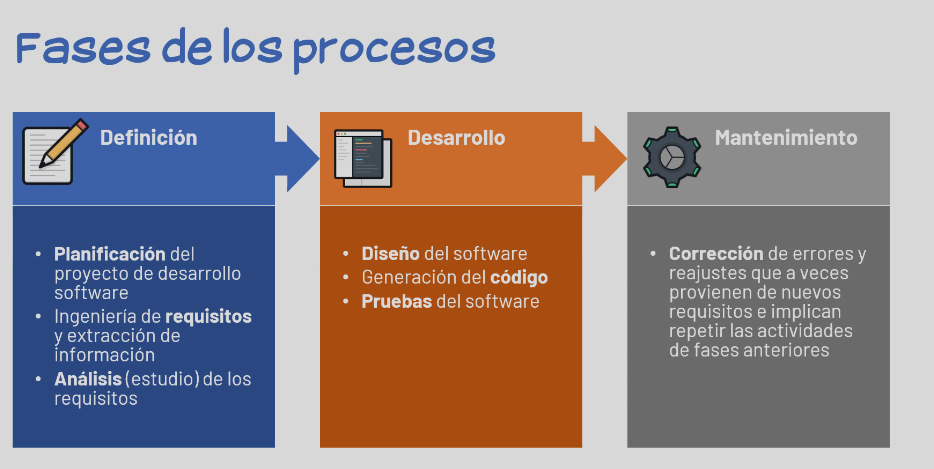 Fases de los procesos
Definición
• Planificación del
proyecto de desarrollo
software
• Ingeniería de requisitos
y extracción de
información
• Análisis (estudio) de los
requisitos
Desarrollo
• Diseño del software
• Generación del código
• Pruebas del software
Mantenimiento
• Corrección de errores y
reajustes que a veces
provienen de nuevos
requisitos e implican
repetir las actividades
de fases anteriores